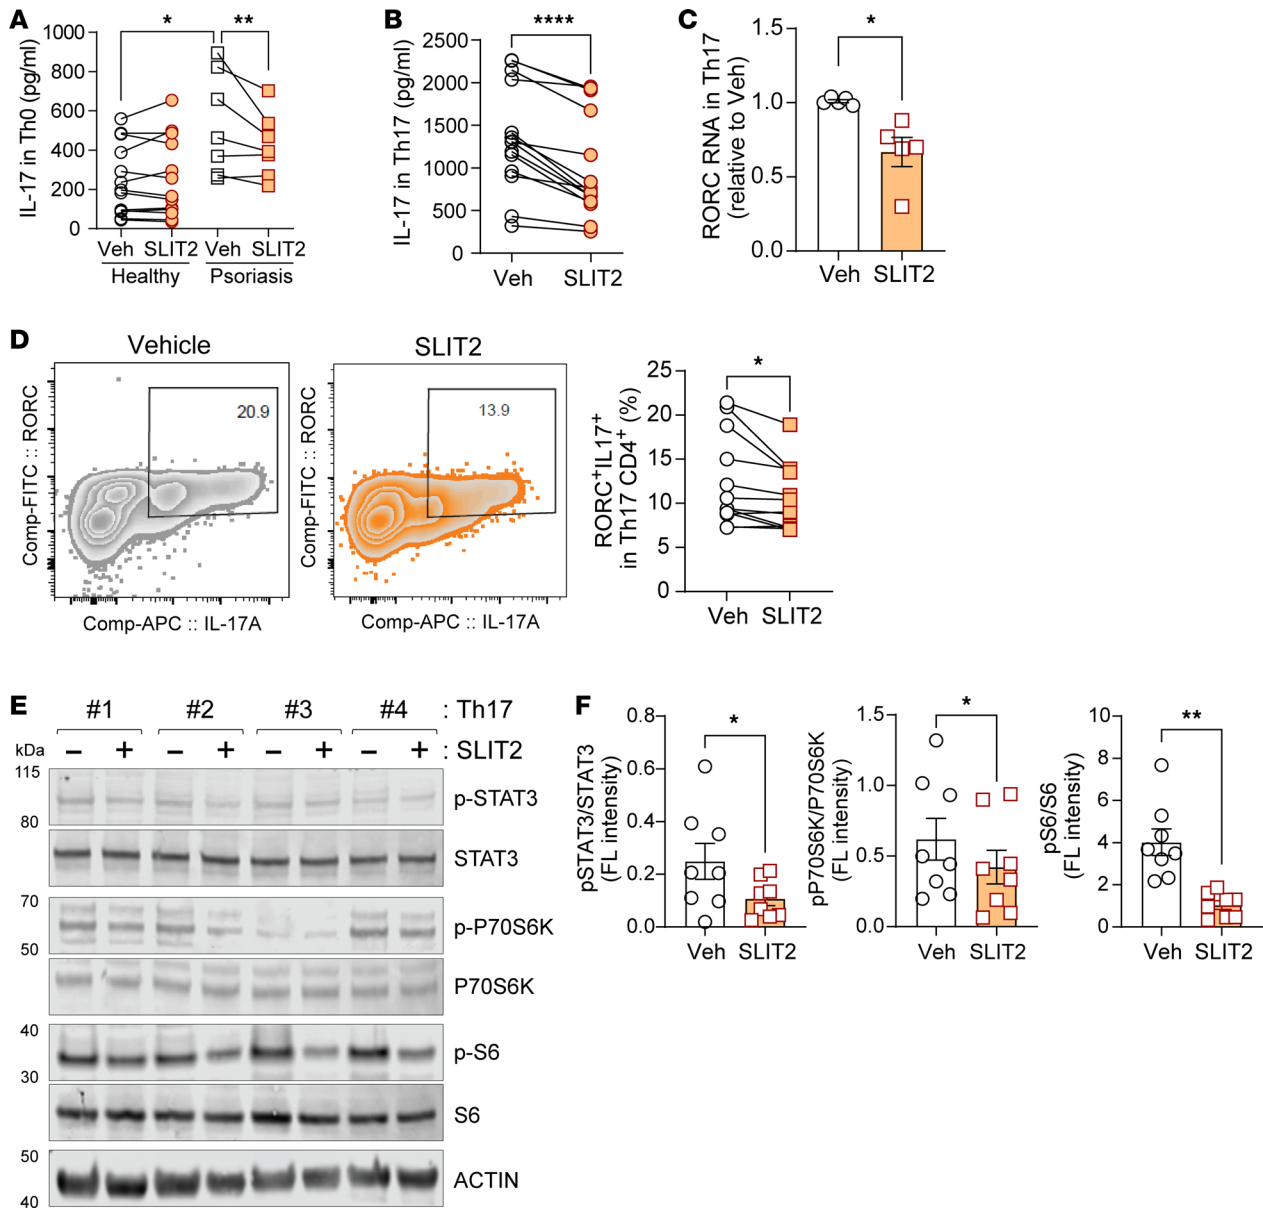 A
IL-17 in Th0 (pg/ml)
1000
800
600
400
200
0
*
**
Veh SLIT2 Veh SLIT2
Healthy Psoriasis
B
IL-17 in Th17 (pg/ml)
2500
2000
1500
1000
500
0
****
Veh SLIT2
C
RORC RNA in Th17
(relative to Veh)
1.5
1.0
0.5
0.0
*
Veh SLIT2
D
Vehicle
20.9
Comp-FITC :: RORC
Comp-APC :: IL-17A
SLIT2
13.9
Comp-FITC :: RORC
Comp-APC :: IL-17A
RORC+IL17+
in Th17 CD4+ (%)
25
20
15
10
5
0
*
Veh SLIT2
E
#1 #2 #3 #4 : Th17
kDa – + – + – + – + : SLIT2
115
p-STAT3
80
STAT3
70
p-P70S6K
50
P70S6K
40
p-S6
30
S6
50
ACTIN
40
F
pSTAT3/STAT3
(FL intensity)
0.8
0.6
0.4
0.2
0.0
*
Veh SLIT2
pP70S6K/P70S6K
(FL intensity)
1.5
1.0
0.5
0.0
*
Veh SLIT2
pS6/S6
(FL intensity)
10
8
6
4
2
0
**
Veh SLIT2